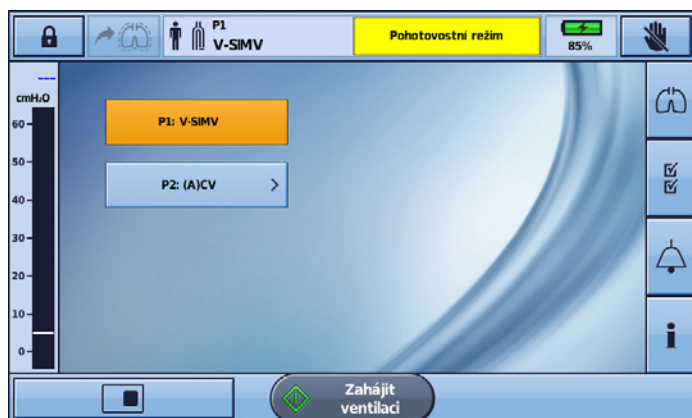 P1
V-SIMV
Pohotovostní režim
85%
---
cmH₂O
60
50
40
30
20
10
0
P1: V-SIMV
P2: (A)CV
Zahájit
ventilaci